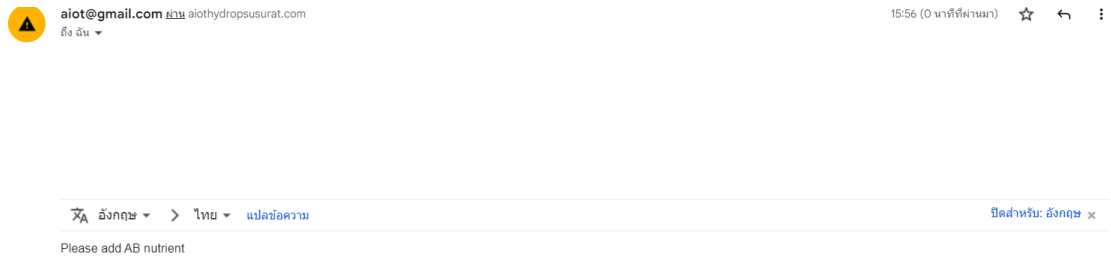 aiot@gmail.com ผ่าน aiothydropsusurat.com 15:56 (0 นาทีที่ผ่านมา)
ถึง ฉัน
อังกฤษ ไทย แปลข้อความ ปิดสำหรับ: อังกฤษ
Please add AB nutrient